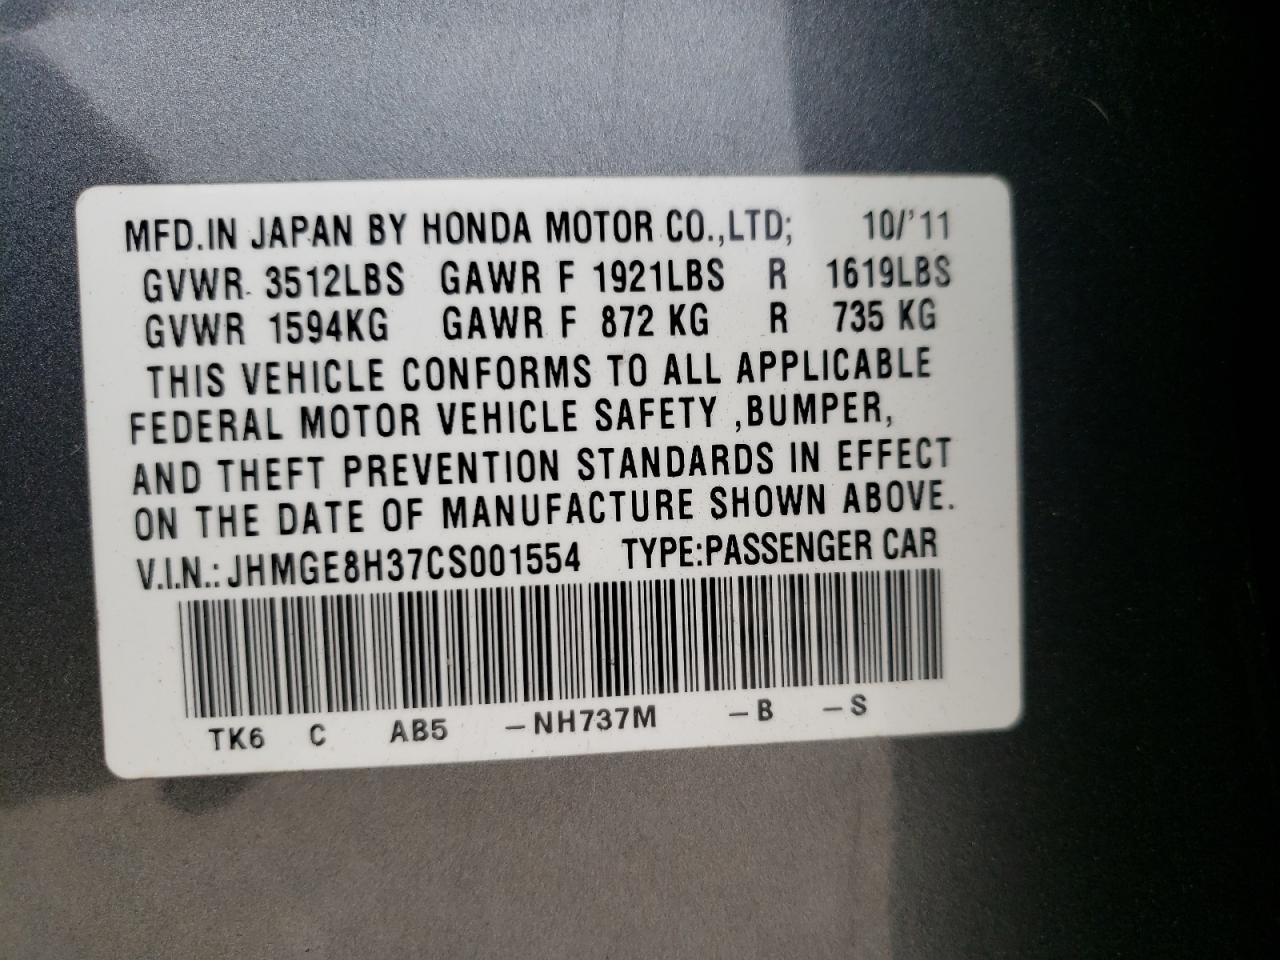 MFD.IN JAPAN BY HONDA MOTOR CO.,LTD; 10/'11
GVWR 3512LBS GAWR F 1921LBS R 1619LBS
GVWR 1594KG GAWR F 872 KG R 735 KG
THIS VEHICLE CONFORMS TO ALL APPLICABLE
FEDERAL MOTOR VEHICLE SAFETY ,BUMPER,
AND THEFT PREVENTION STANDARDS IN EFFECT
ON THE DATE OF MANUFACTURE SHOWN ABOVE.
V.I.N.: JHMGE8H37CS001554 TYPE:PASSENGER CAR
TK6 C AB5 –NH737M –B –S